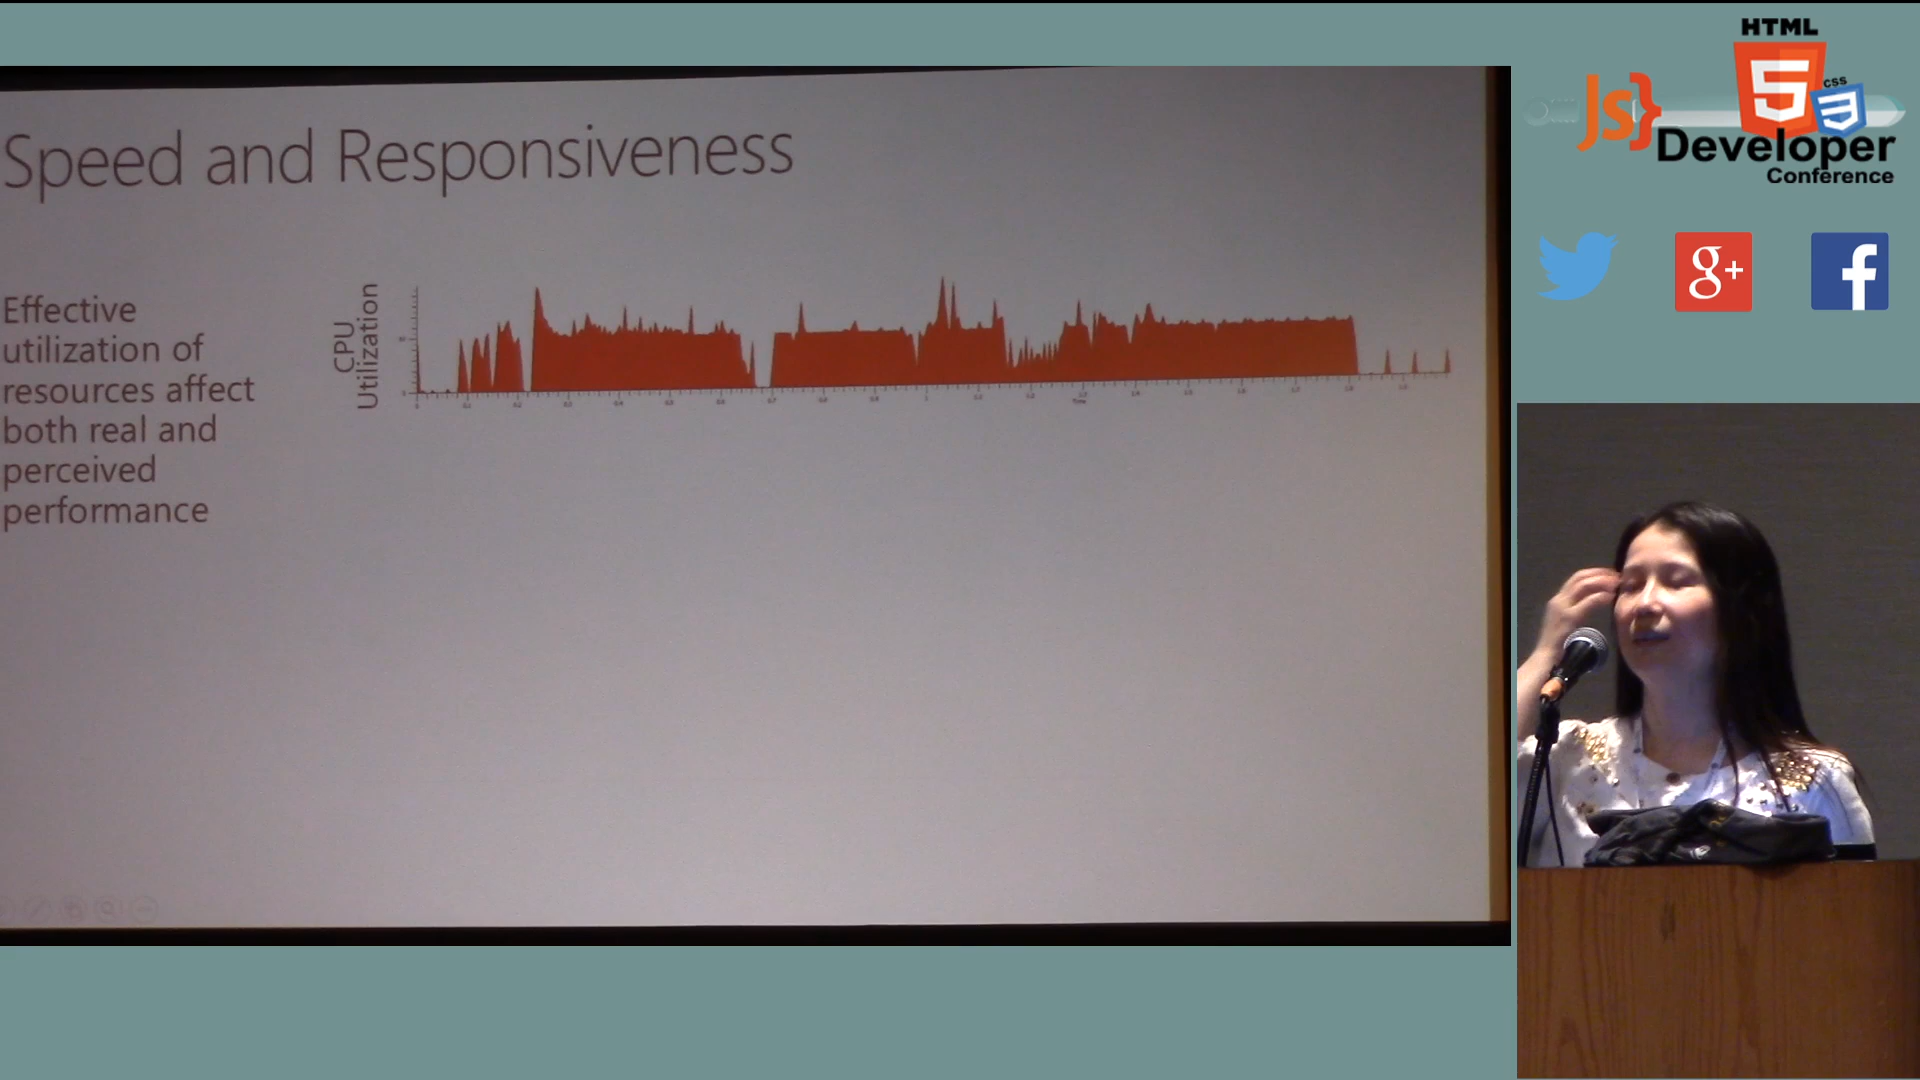 Speed and Responsiveness
Effective
utilization of
resources affect
both real and
perceived
performance
CPU
Utilization
HTML
5
JS}
CSS
3
Developer
Conference
g+
f